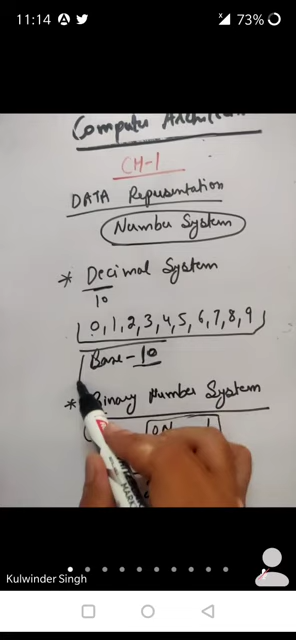 11:14
73%
Computer
CH-1
DATA Representation
Number System
* Decimal System
10
0,1,2,3,4,5,6,7,8,9
Base - 10
* Binary Number System
Kulwinder Singh